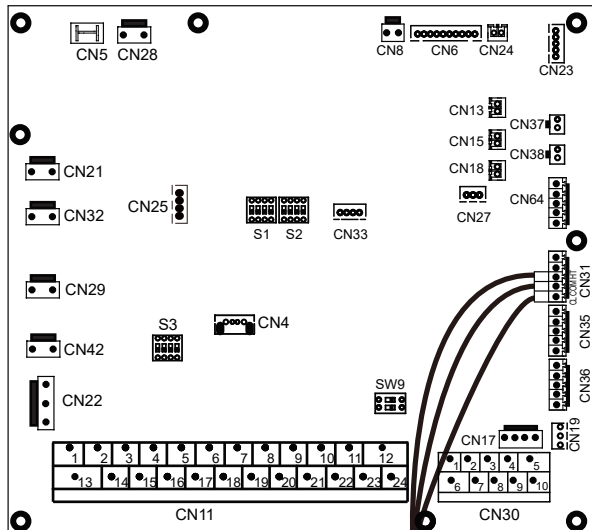 CN5
CN28
CN8
CN6
CN24
CN23
CN13
CN15
CN18
CN37
CN38
CN21
CN32
CN25
S1
S2
CN33
CN27
CN64
CN29
CN42
CN22
S3
CN4
CN31
CL COM HT
CN35
CN36
SW9
CN17
CN19
1 2 3 4 5 6 7 8 9 10 11 12
13 14 15 16 17 18 19 20 21 22 23 24
CN11
1 2 3 4 5
6 7 8 9 10
CN30